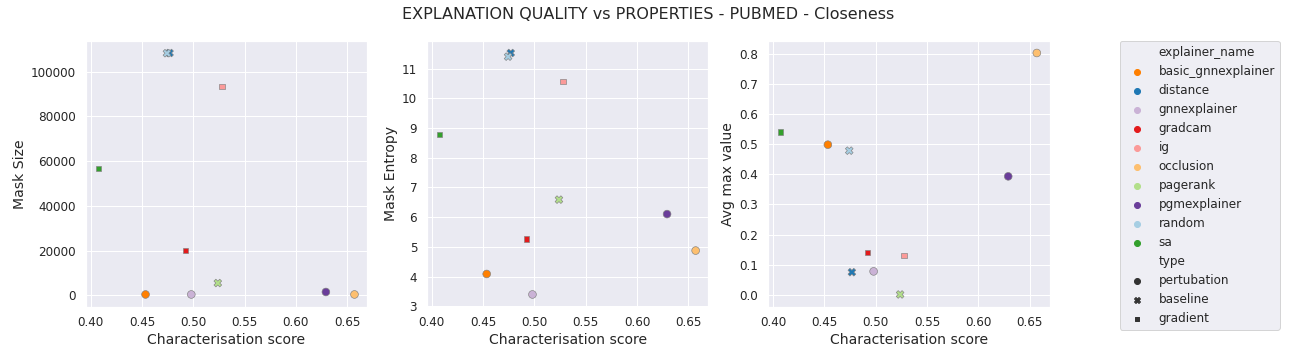 EXPLANATION QUALITY vs PROPERTIES - PUBMED - Closeness
Mask Size
100000
80000
60000
40000
20000
0
0.40 0.45 0.50 0.55 0.60 0.65
Characterisation score
Mask Entropy
11
10
9
8
7
6
5
4
3
0.40 0.45 0.50 0.55 0.60 0.65
Characterisation score
Avg max value
0.8
0.7
0.6
0.5
0.4
0.3
0.2
0.1
0.0
0.40 0.45 0.50 0.55 0.60 0.65
Characterisation score
explainer_name
basic_gnnexplainer
distance
gnnexplainer
gradcam
ig
occlusion
pagerank
pgmexplainer
random
sa
type
pertubation
baseline
gradient